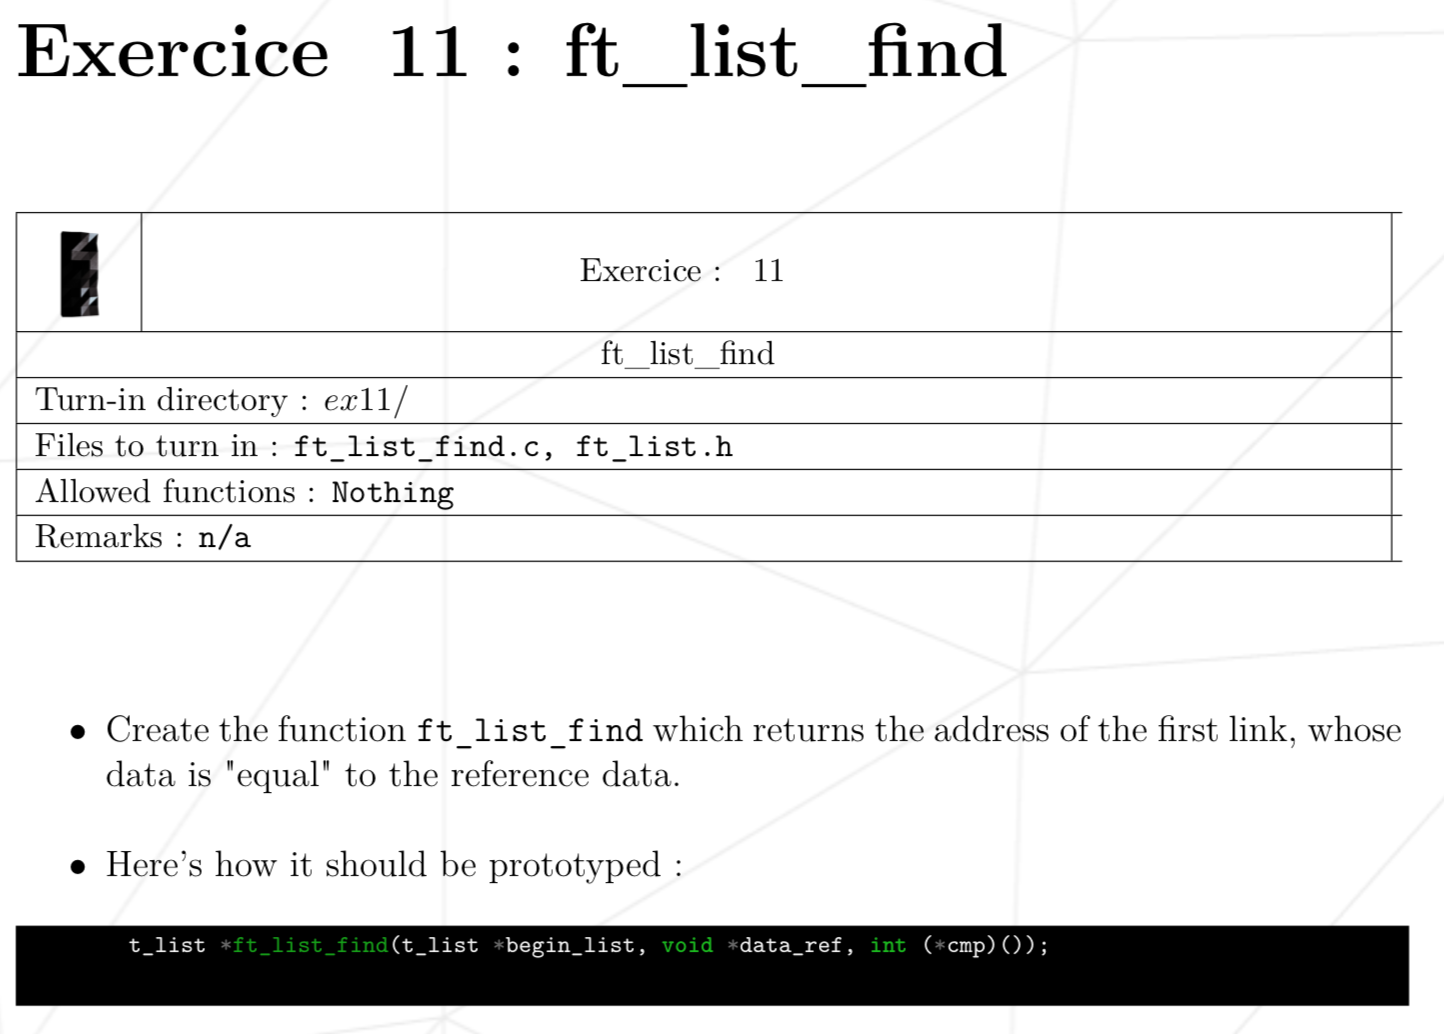 Exercice 11 : ft_list_find
Exercice : 11
ft_list_find
Turn-in directory : ex11/
Files to turn in : ft_list_find.c, ft_list.h
Allowed functions : Nothing
Remarks : n/a
• Create the function ft_list_find which returns the address of the first link, whose
data is "equal" to the reference data.
• Here's how it should be prototyped :
t_list *ft_list_find(t_list *begin_list, void *data_ref, int (*cmp)());